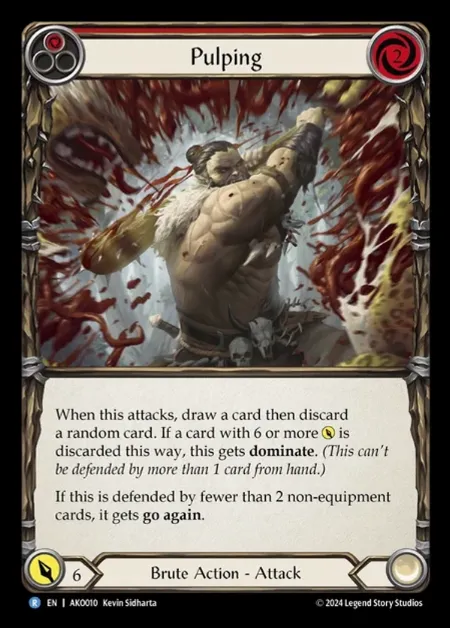 Pulping
2
When this attacks, draw a card then discard
a random card. If a card with 6 or more is
discarded this way, this gets dominate. (This can't
be defended by more than 1 card from hand.)
If this is defended by fewer than 2 non-equipment
cards, it gets go again.
6
Brute Action - Attack
R EN | AKO010 Kevin Sidharta
© 2024 Legend Story Studios